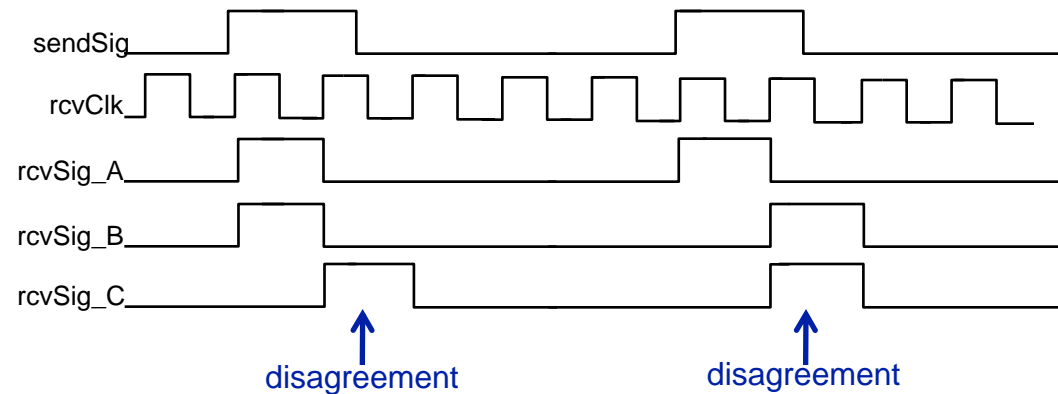 sendSig
rcvClk
rcvSig_A
rcvSig_B
rcvSig_C
disagreement
disagreement